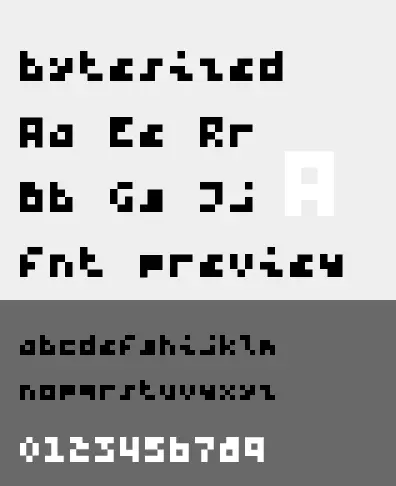 bytesized
Aa Ee Rr
Bb Gg Jj
A
fnt preview
abcdefghijklm
nopqrstuvwxyz
0123456789